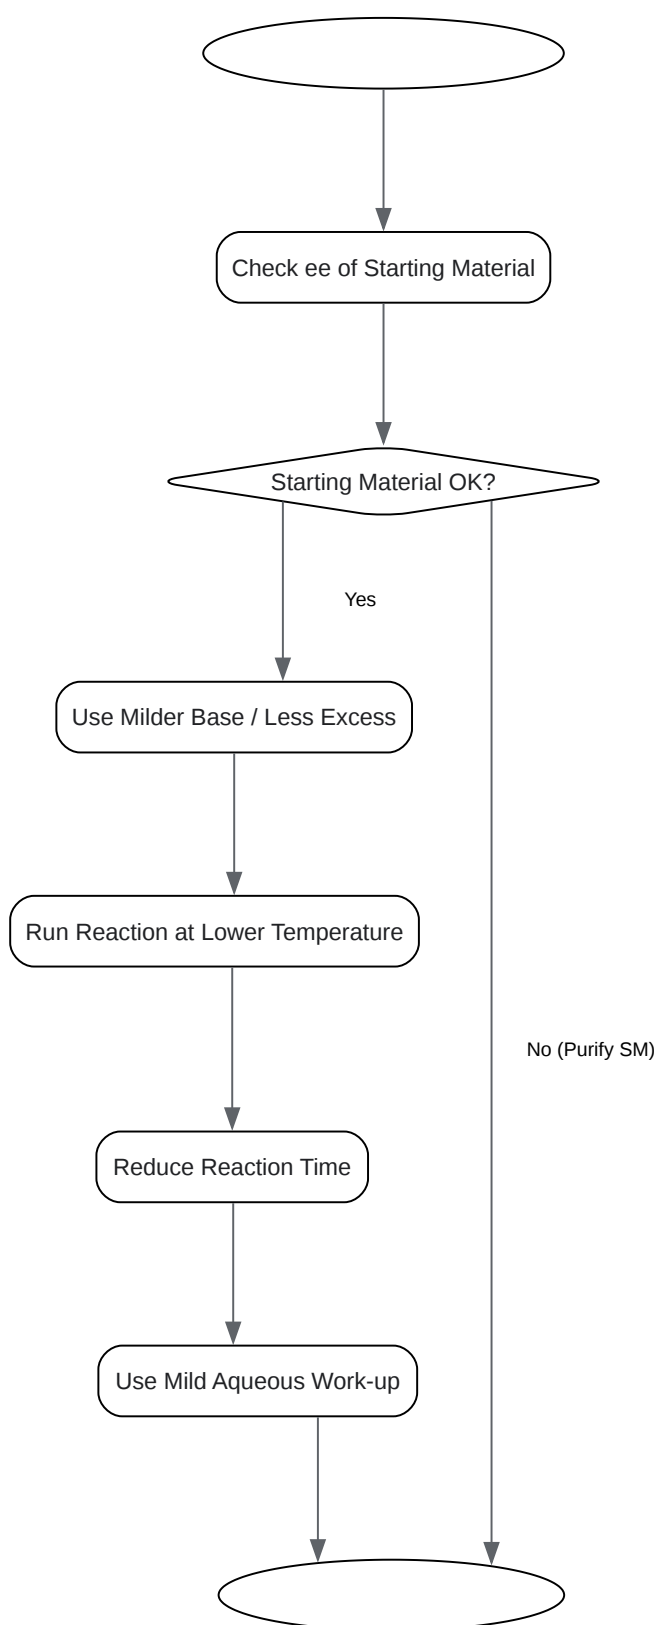 Check ee of Starting Material
Starting Material OK?
Yes
Use Milder Base / Less Excess
Run Reaction at Lower Temperature
No (Purify SM)
Reduce Reaction Time
Use Mild Aqueous Work-up